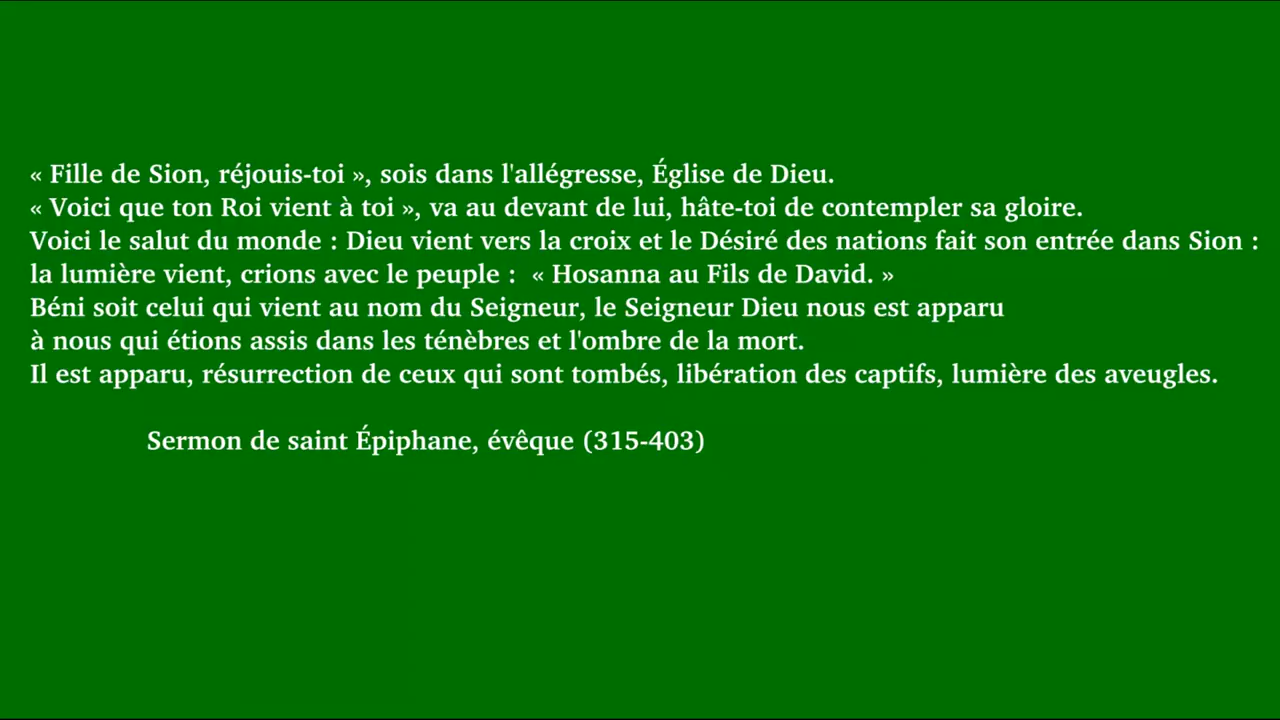 « Fille de Sion, réjouis-toi », sois dans l'allégresse, Église de Dieu.
« Voici que ton Roi vient à toi », va au devant de lui, hâte-toi de contempler sa gloire.
Voici le salut du monde : Dieu vient vers la croix et le Désiré des nations fait son entrée dans Sion :
la lumière vient, crions avec le peuple :  « Hosanna au Fils de David. »
Béni soit celui qui vient au nom du Seigneur, le Seigneur Dieu nous est apparu
à nous qui étions assis dans les ténèbres et l'ombre de la mort.
Il est apparu, résurrection de ceux qui sont tombés, libération des captifs, lumière des aveugles.
Sermon de saint Épiphane, évêque (315-403)